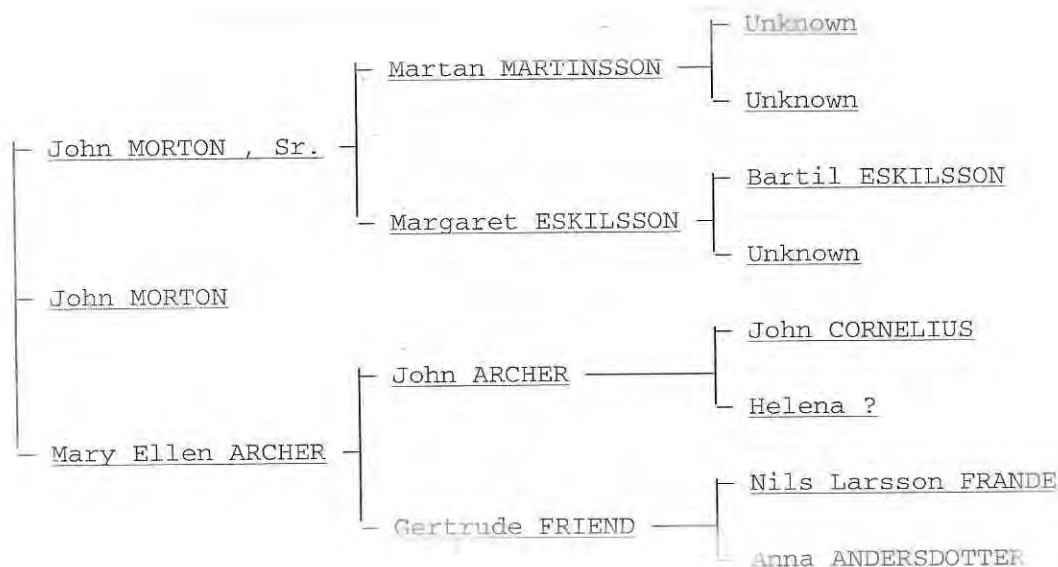 Unknown
Martan MARTINSSON
Unknown
John MORTON , Sr.
Bartil ESKILSSON
Margaret ESKILSSON
Unknown
John MORTON
John CORNELIUS
John ARCHER
Helena ?
Mary Ellen ARCHER
Nils Larsson FRANDE
Gertrude FRIEND
Anna ANDERSDOTTER